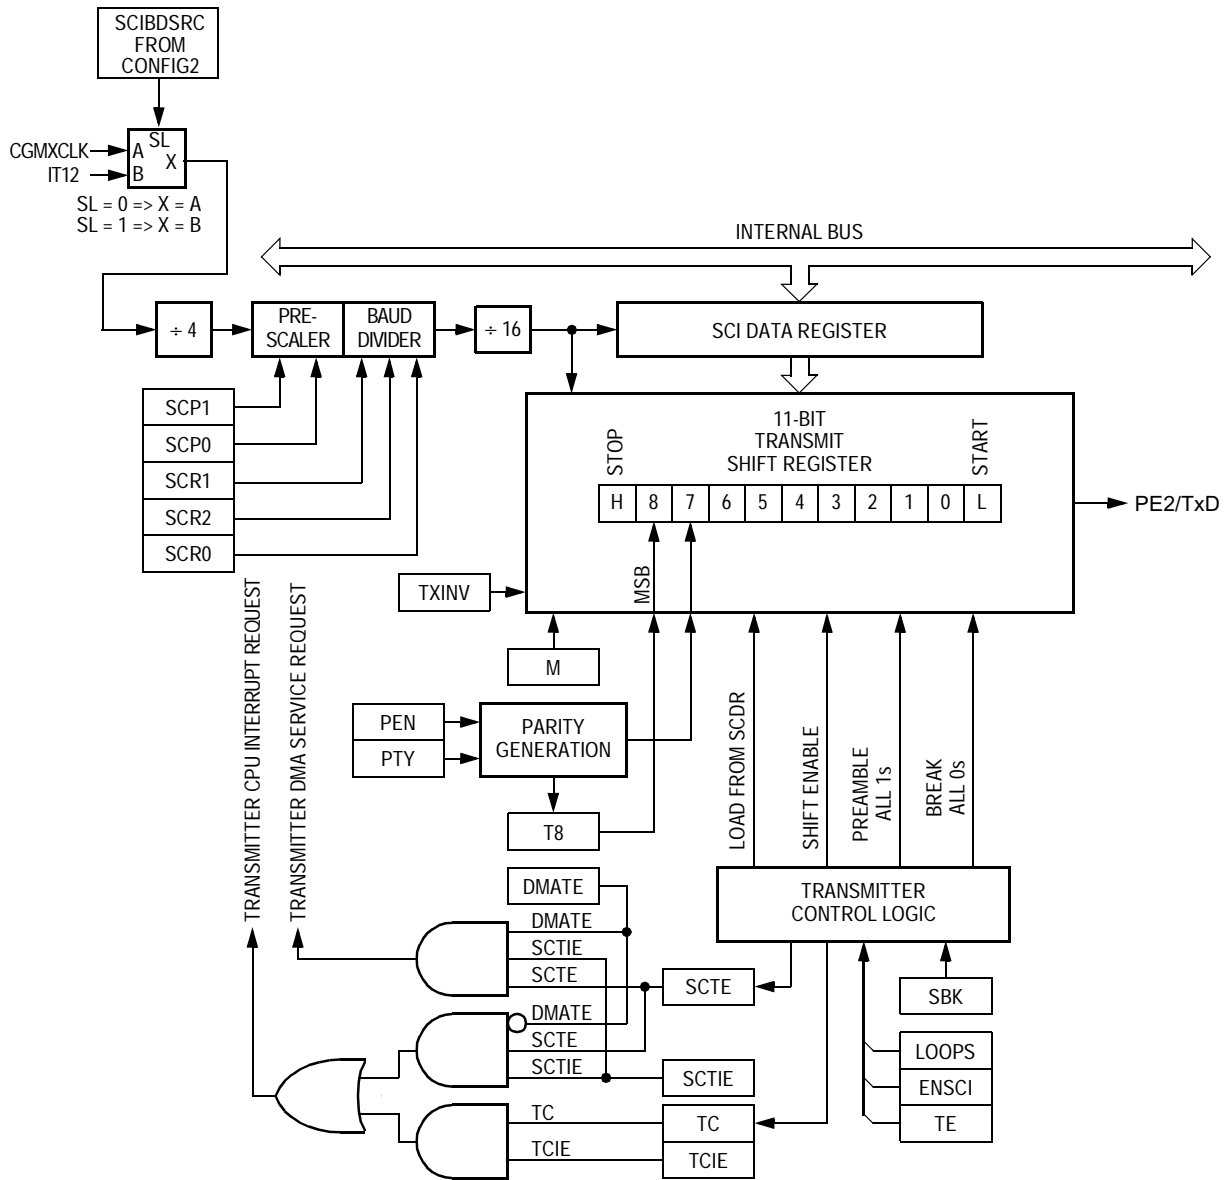 SCIBDSRC
FROM
CONFIG2
SL
CGMXCLK
A
X
IT12
B
SL = 0 => X = A
SL = 1 => X = B
INTERNAL BUS
÷ 4
PRE-
SCALER
BAUD
DIVIDER
÷ 16
SCI DATA REGISTER
SCP1
SCP0
SCR1
SCR2
SCR0
11-BIT
TRANSMIT
SHIFT REGISTER
STOP
START
H 8 7 6 5 4 3 2 1 0 L
PE2/TxD
MSB
TXINV
M
PEN
PTY
PARITY
GENERATION
T8
TRANSMITTER CPU INTERRUPT REQUEST
TRANSMITTER DMA SERVICE REQUEST
LOAD FROM SCDR
SHIFT ENABLE
PREAMBLE
ALL 1s
BREAK
ALL 0s
TRANSMITTER
CONTROL LOGIC
DMATE
DMATE
SCTIE
SCTE
SCTE
SBK
DMATE
SCTE
SCTIE
SCTIE
LOOPS
ENSCI
TE
TC
TC
TCIE
TCIE